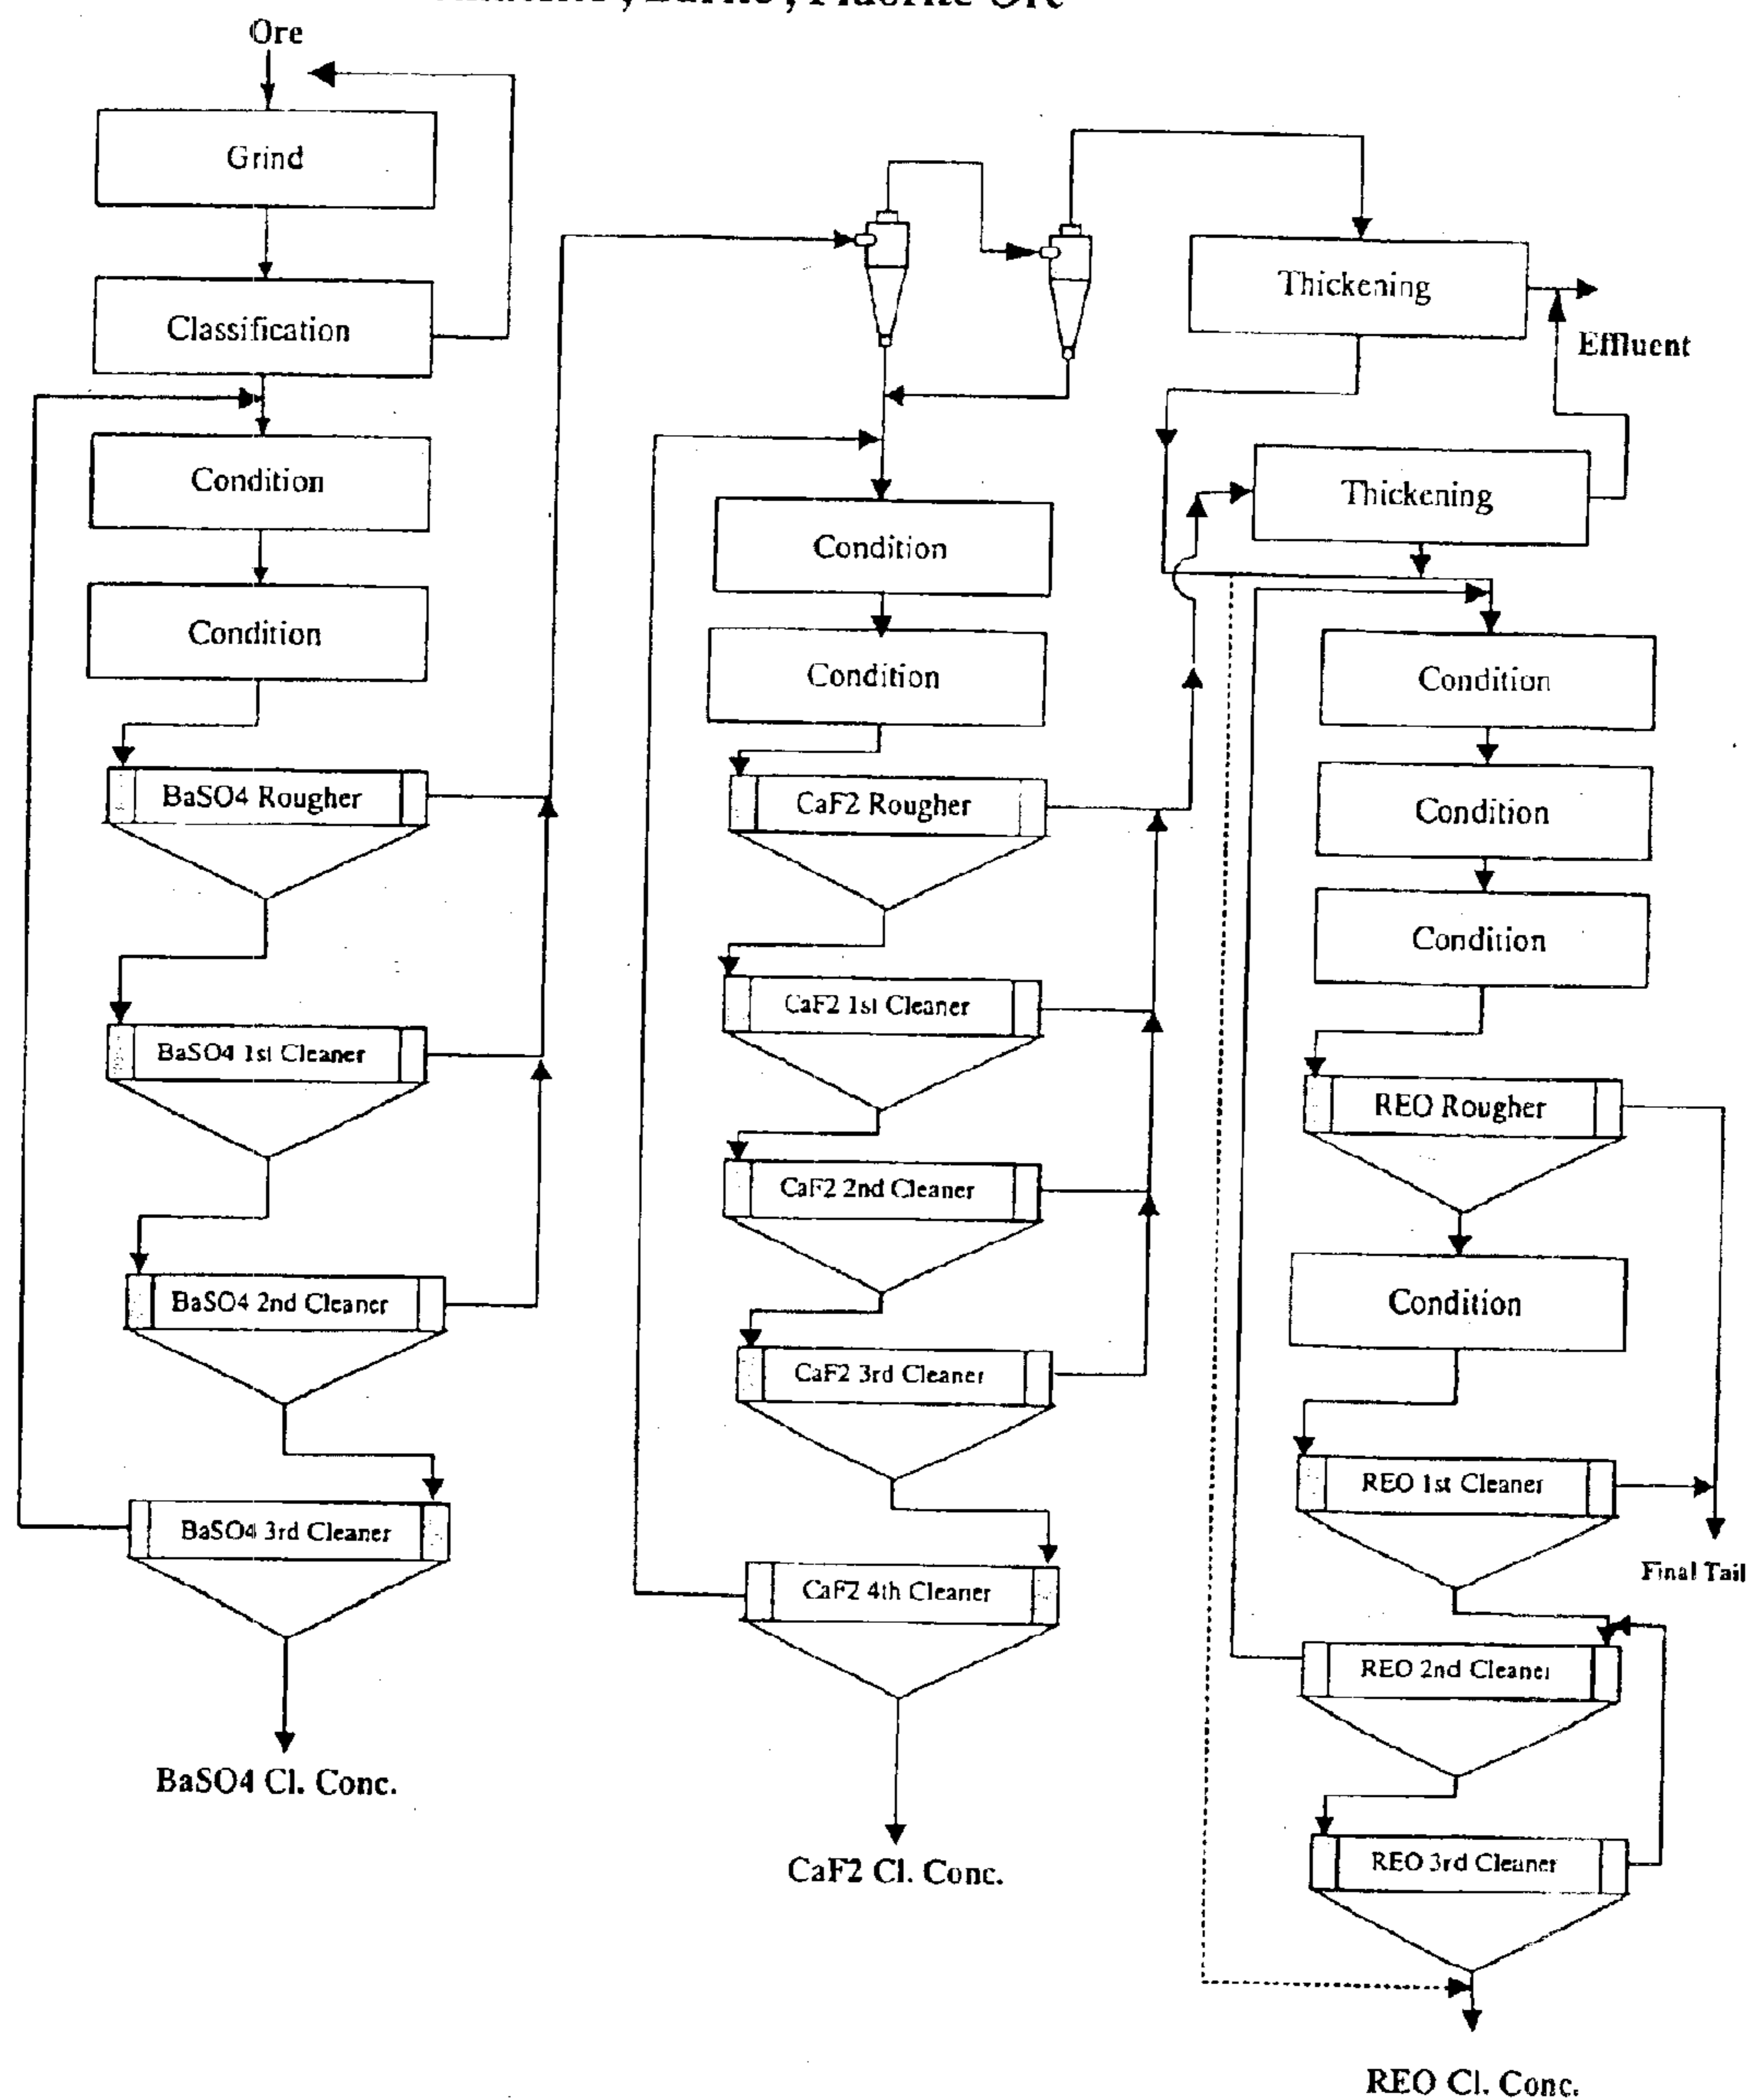 , Barite , Fluorite Ore
Ore
Grind
Classification
Condition
Condition
BaSO4 Rougher
BaSO4 1st Cleaner
BaSO4 2nd Cleaner
BaSO4 3rd Cleaner
BaSO4 Cl. Conc.
Condition
Condition
CaF2 Rougher
CaF2 1st Cleaner
CaF2 2nd Cleaner
CaF2 3rd Cleaner
CaF2 4th Cleaner
CaF2 Cl. Conc.
Thickening
Effluent
Thickening
Condition
Condition
Condition
REO Rougher
Condition
REO 1st Cleaner
Final Tail
REO 2nd Cleaner
REO 3rd Cleaner
REO Cl. Conc.